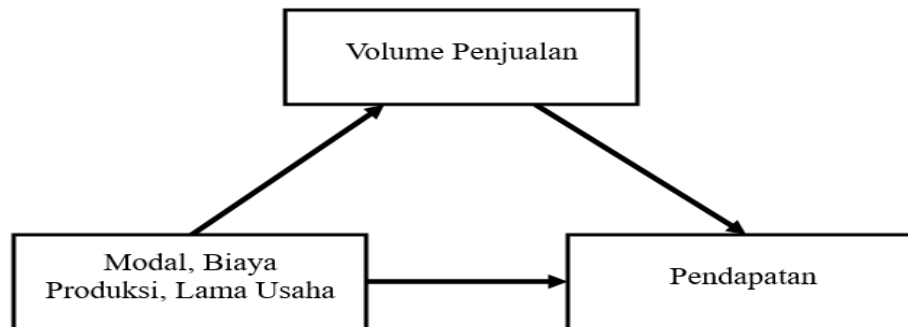 Volume Penjualan
Modal, Biaya
Produksi, Lama Usaha
Pendapatan